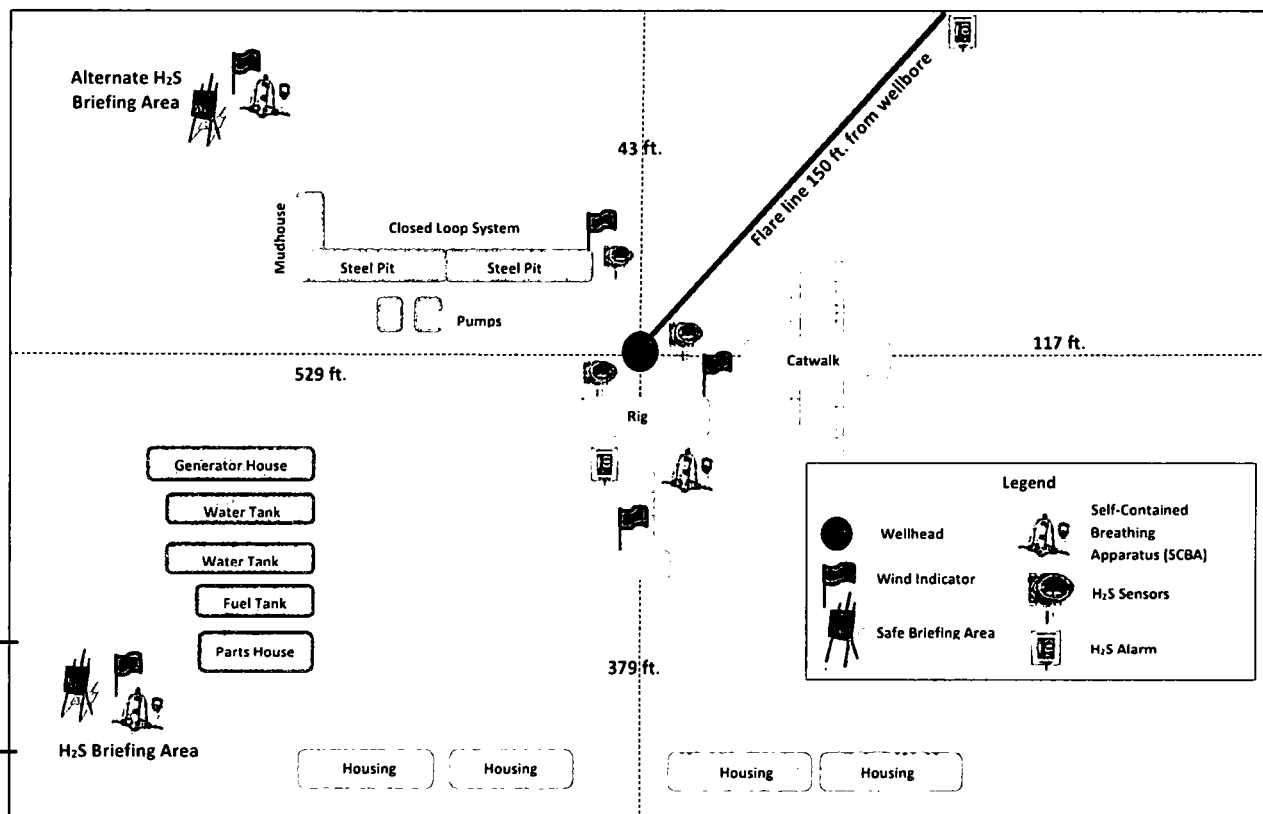 Alternate H₂S
Briefing Area
43 ft.
Flare line 150 ft. from wellbore
Mudhouse
Closed Loop System
Steel Pit
Steel Pit
Pumps
529 ft.
117 ft.
Catwalk
Rig
Generator House
Water Tank
Water Tank
Fuel Tank
Parts House
H₂S Briefing Area
379 ft.
Housing
Housing
Housing
Housing
Legend
Wellhead
Wind Indicator
Safe Briefing Area
Self-Contained
Breathing
Apparatus (SCBA)
H₂S Sensors
H₂S Alarm